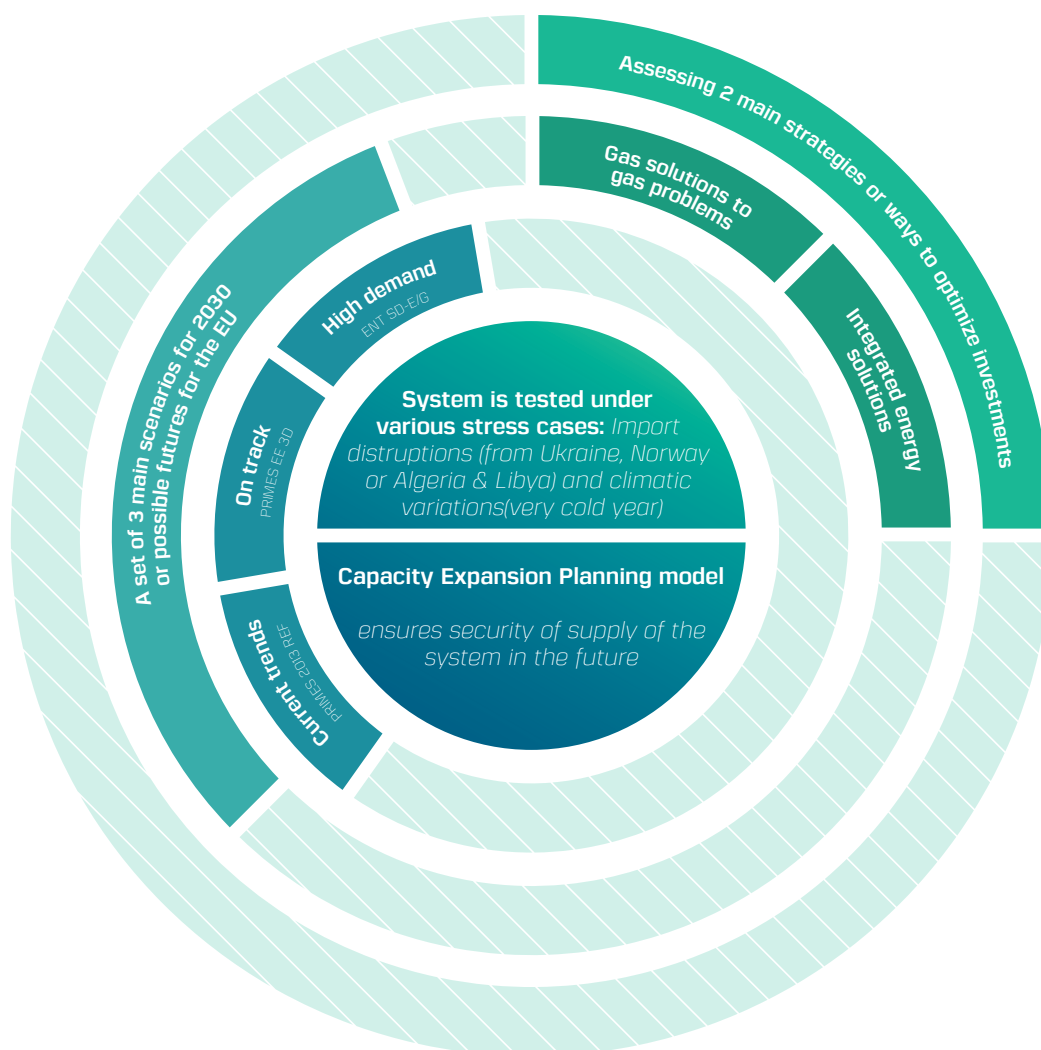 Assessing 2 main strategies or ways to optimize investments
Gas solutions to
gas problems
Integrated energy
solutions
A set of 3 main scenarios for 2030
or possible futures for the EU
High demand
ENT SD-E/G
On track
PRIMES EE 30
Current trends
PRIMES 2013 REF
System is tested under
various stress cases: Import
distruptions (from Ukraine, Norway
or Algeria & Libya) and climatic
variations(very cold year)
Capacity Expansion Planning model
ensures security of supply of the
system in the future